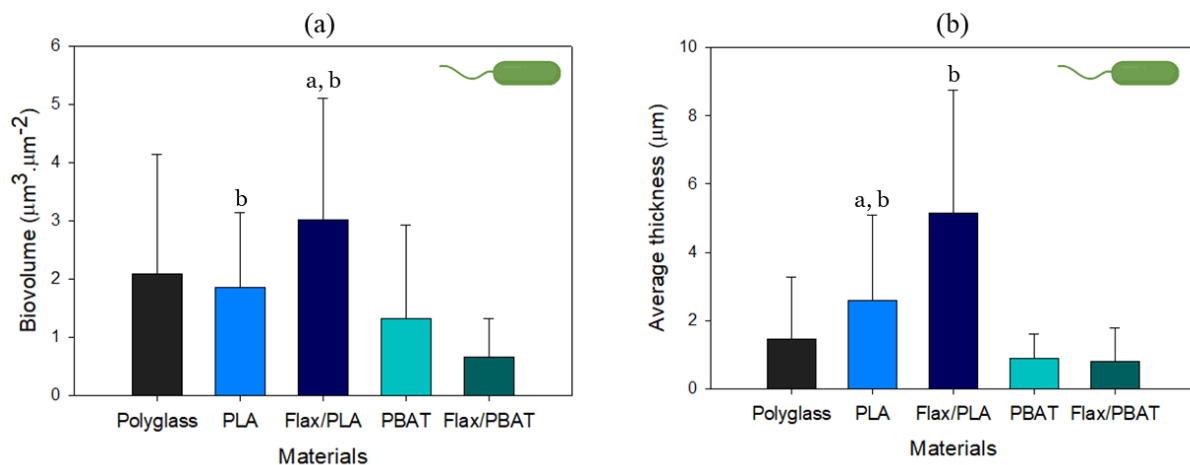 (a)
6
5
4
3
2
1
0
Biovolume (µm³.µm⁻²)
b
a, b
Polyglass PLA Flax/PLA PBAT Flax/PBAT
Materials
(b)
10
8
6
4
2
0
Average thickness (µm)
a, b
b
Polyglass PLA Flax/PLA PBAT Flax/PBAT
Materials